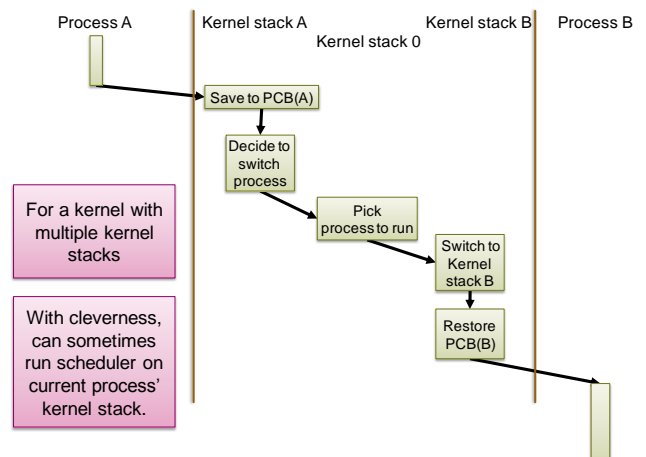 Process A
Kernel stack A
Kernel stack B
Process B
Kernel stack 0
Save to PCB(A)
Decide to
switch
process
Pick
process to run
For a kernel with
multiple kernel
stacks
Switch to
Kernel
stack B
With cleverness,
can sometimes
run scheduler on
current process'
kernel stack.
Restore
PCB(B)